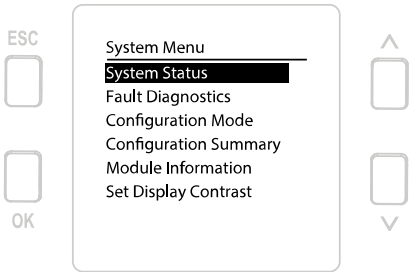 ESC
System Menu
System Status
Fault Diagnostics
Configuration Mode
Configuration Summary
Module Information
Set Display Contrast
OK